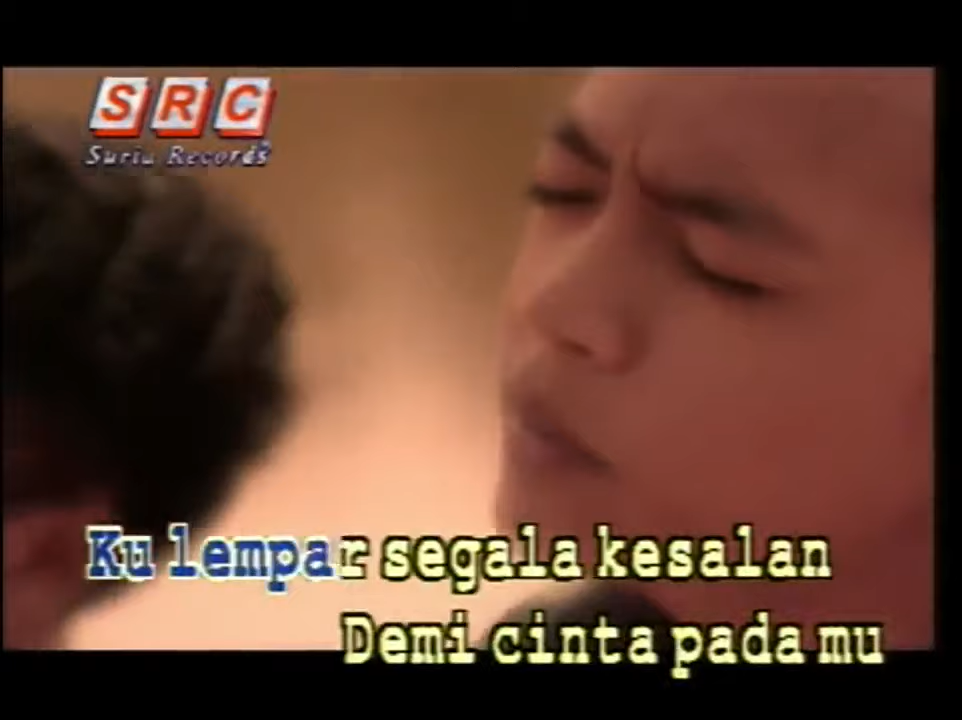 SRC
Suria Records
Ku lempar segala kesalan
Demi cinta pada mu